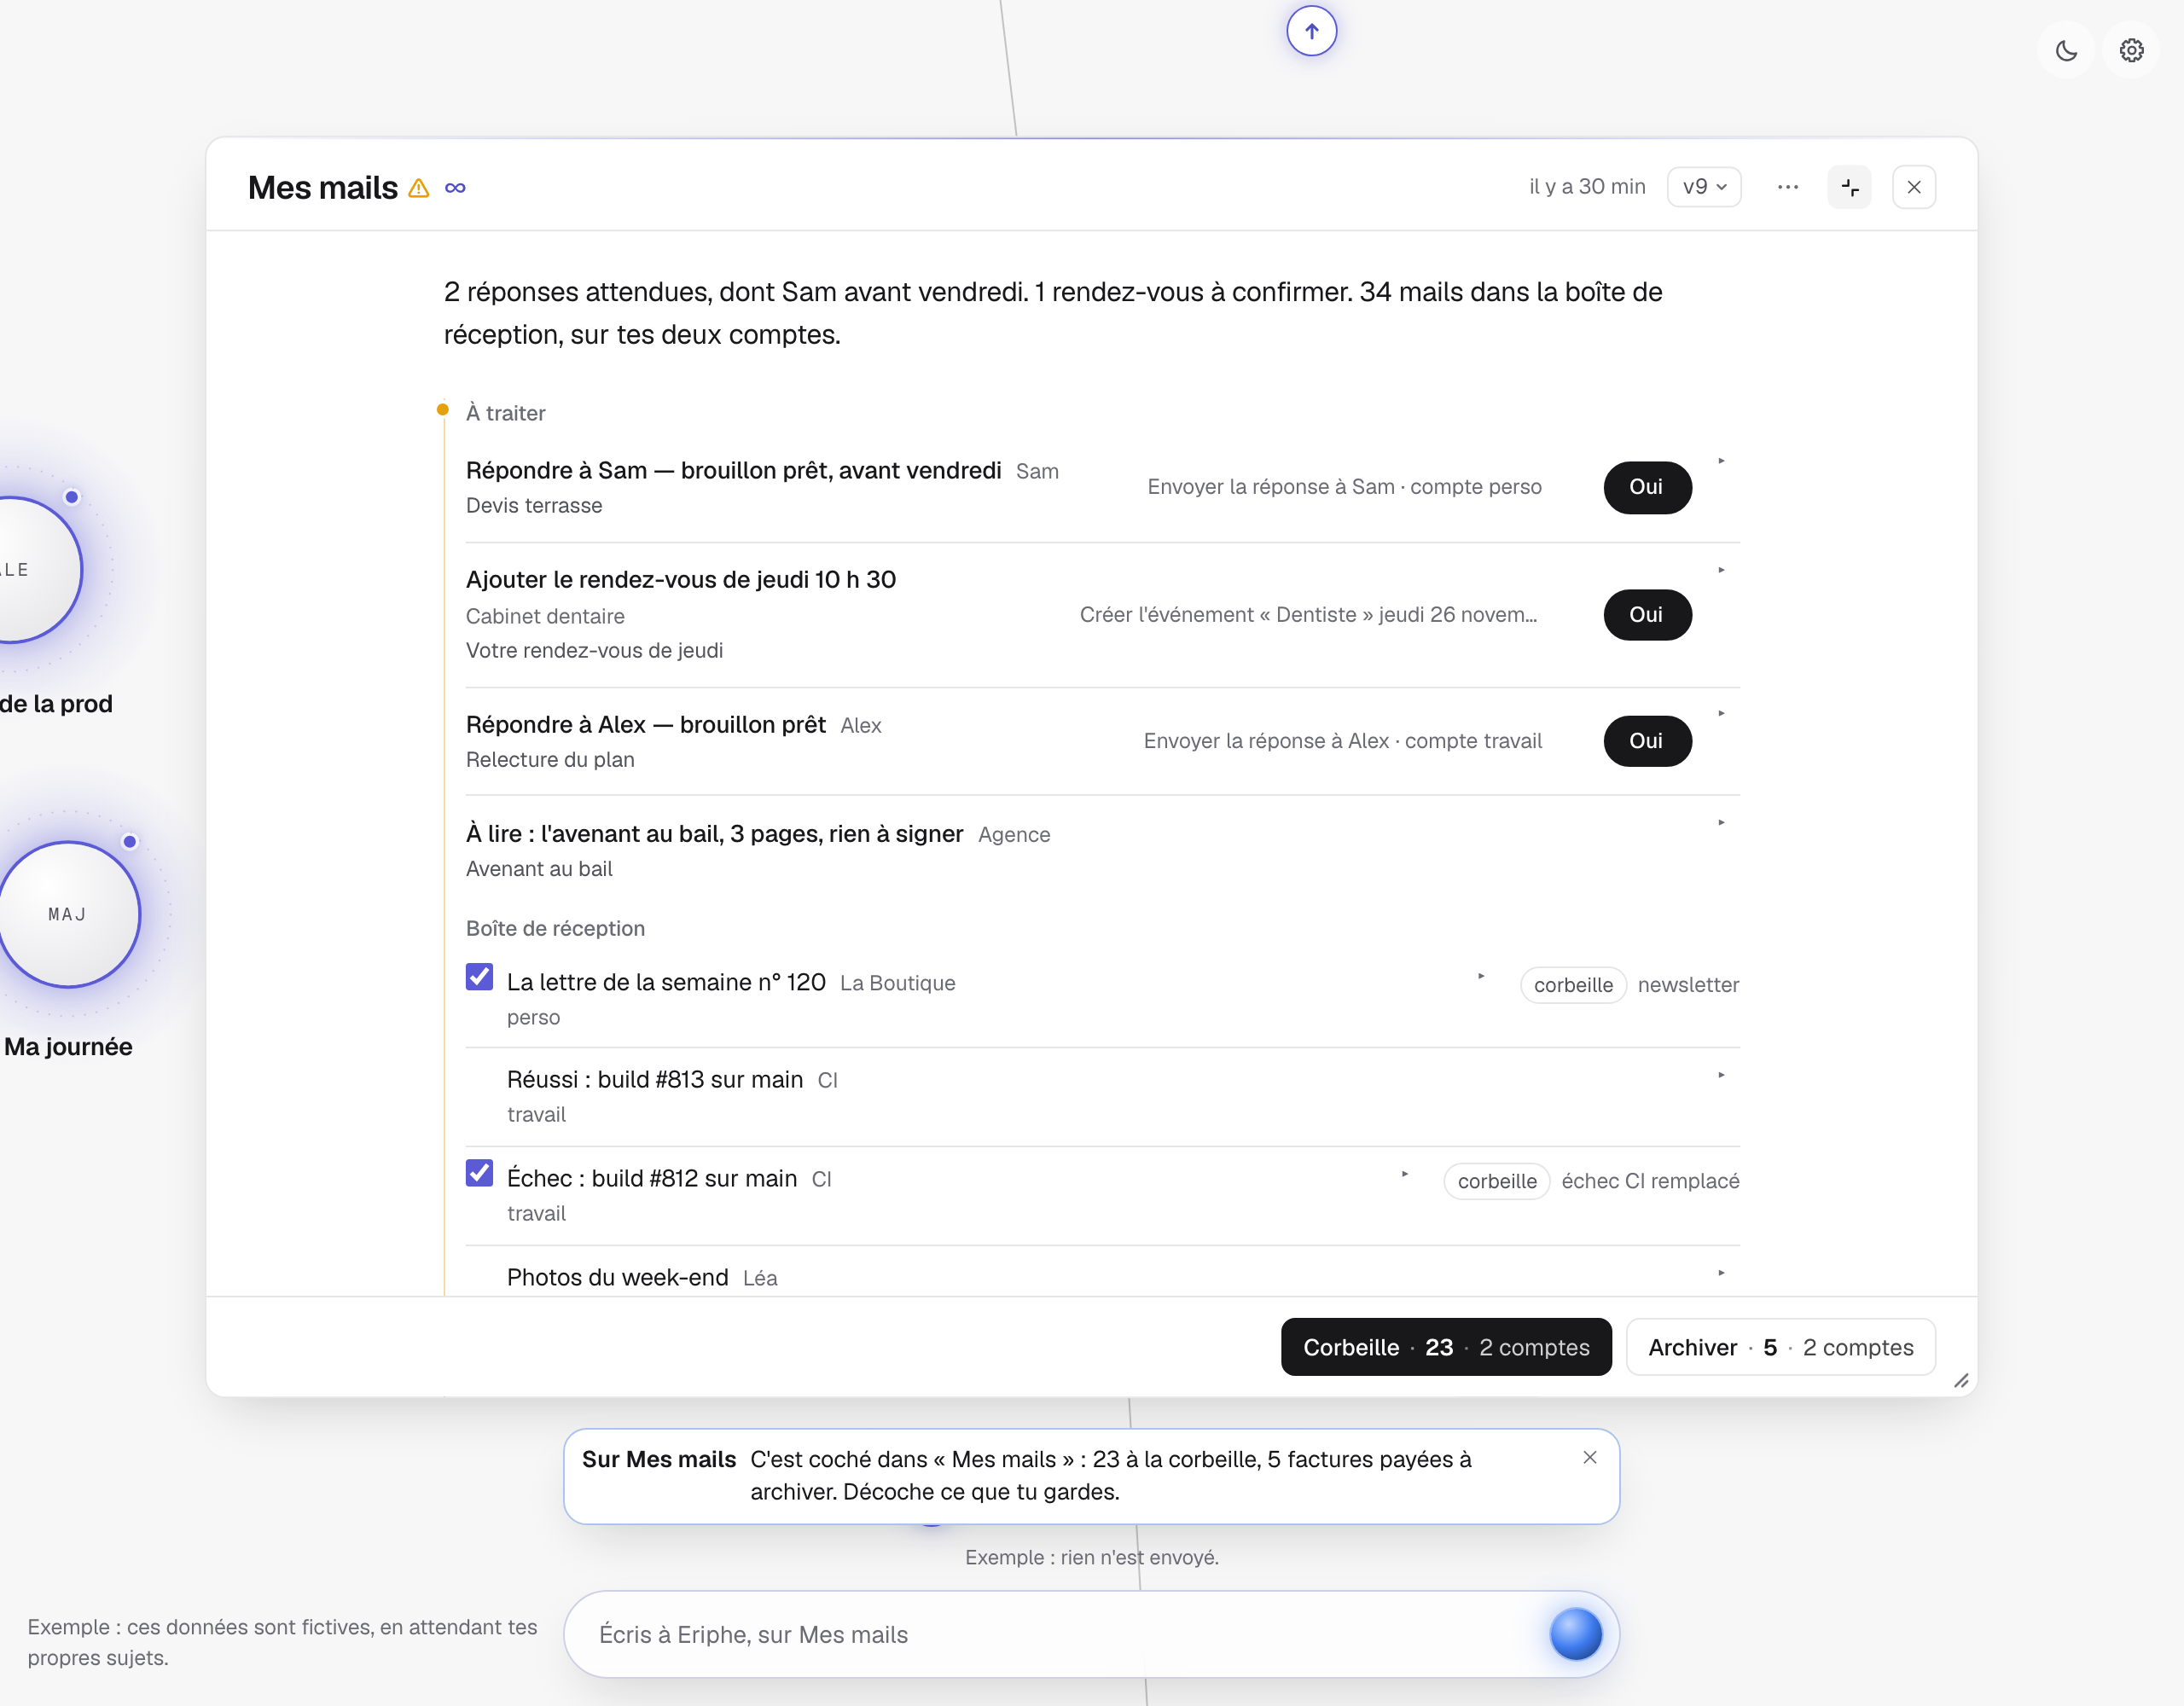 Mes mails
il y a 30 min
v9
2 réponses attendues, dont Sam avant vendredi. 1 rendez-vous à confirmer. 34 mails dans la boîte de
réception, sur tes deux comptes.
À traiter
Répondre à Sam — brouillon prêt, avant vendredi Sam
Devis terrasse
Envoyer la réponse à Sam · compte perso
Oui
Ajouter le rendez-vous de jeudi 10 h 30
Cabinet dentaire
Votre rendez-vous de jeudi
Créer l'événement « Dentiste » jeudi 26 novem...
Oui
Répondre à Alex — brouillon prêt Alex
Relecture du plan
Envoyer la réponse à Alex · compte travail
Oui
À lire : l'avenant au bail, 3 pages, rien à signer Agence
Avenant au bail
Boîte de réception
La lettre de la semaine n° 120 La Boutique
perso
corbeille newsletter
Réussi : build #813 sur main CI
travail
Échec : build #812 sur main CI
travail
corbeille échec CI remplacé
Photos du week-end Léa
Corbeille · 23 · 2 comptes
Archiver · 5 · 2 comptes
LE
de la prod
MAJ
Ma journée
Sur Mes mails C'est coché dans « Mes mails » : 23 à la corbeille, 5 factures payées à
archiver. Décoche ce que tu gardes.
Exemple : rien n'est envoyé.
Écris à Eriphe, sur Mes mails
Exemple : ces données sont fictives, en attendant tes
propres sujets.